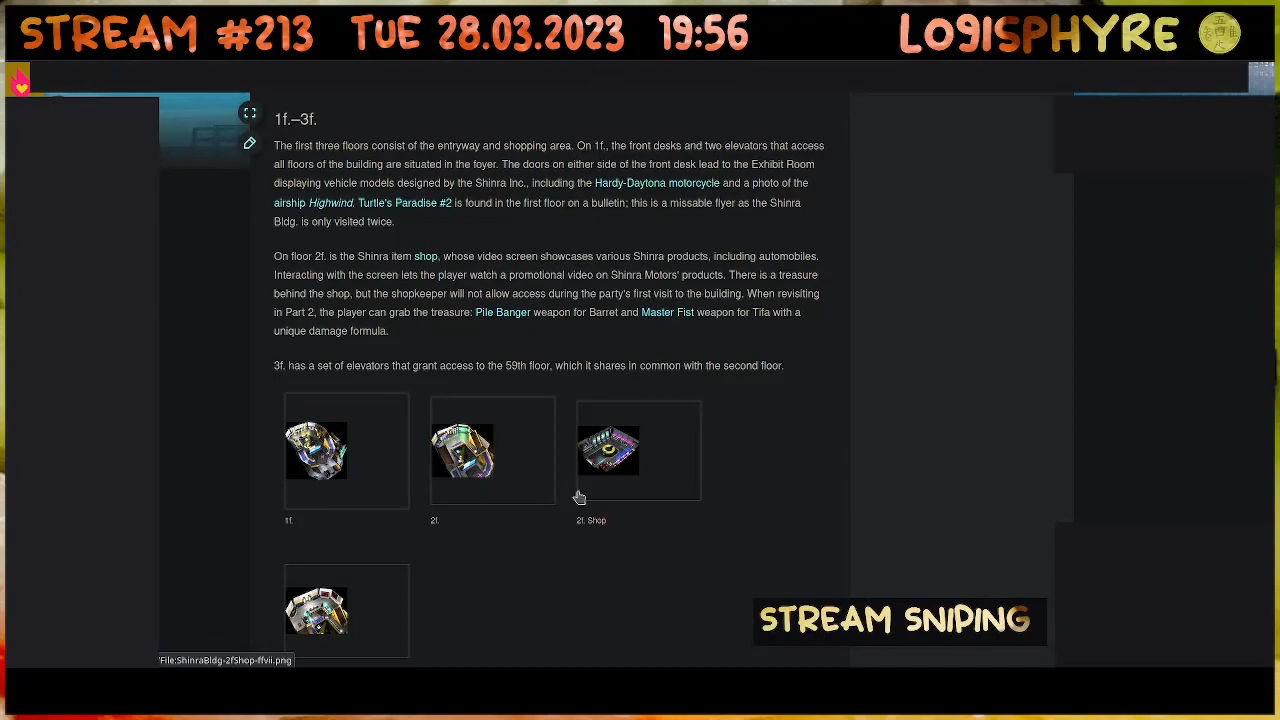 STREAM #213 TUE 28.03.2023 19:56 LO9ISPHYRE
1f.–3f.
The first three floors consist of the entryway and shopping area. On 1f., the front desks and two elevators that access
all floors of the building are situated in the foyer. The doors on either side of the front desk lead to the Exhibit Room
displaying vehicle models designed by the Shinra Inc., including the Hardy-Daytona motorcycle and a photo of the
airship Highwind. Turtle's Paradise #2 is found in the first floor on a bulletin; this is a missable flyer as the Shinra
Bldg. is only visited twice.
On floor 2f. is the Shinra item shop, whose video screen showcases various Shinra products, including automobiles.
Interacting with the screen lets the player watch a promotional video on Shinra Motors' products. There is a treasure
behind the shop, but the shopkeeper will not allow access during the party's first visit to the building. When revisiting
in Part 2, the player can grab the treasure: Pile Banger weapon for Barret and Master Fist weapon for Tifa with a
unique damage formula.
3f. has a set of elevators that grant access to the 59th floor, which it shares in common with the second floor.
1f.
2f.
2f. Shop
STREAM SNIPING
File:ShinraBldg-2fShop-ffvii.png